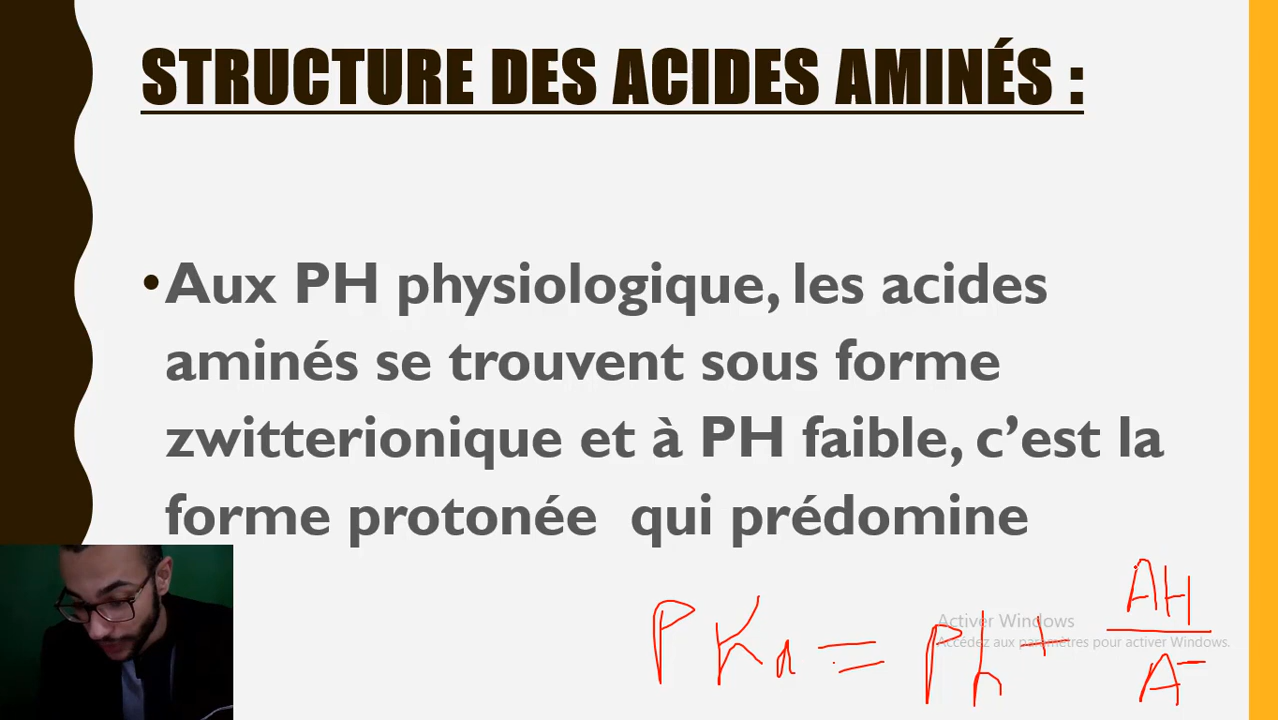 STRUCTURE DES ACIDES AMINÉS :
•Aux PH physiologique, les acides
aminés se trouvent sous forme
zwitterionique et à PH faible, c’est la
forme protonée qui prédomine
AH
Activer Windows
Accédez aux paramètres pour activer Windows.
PKa = Ph +
A-